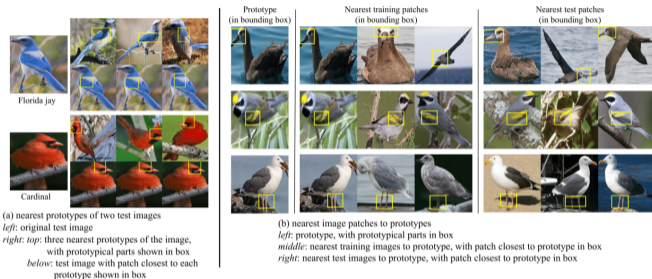 Florida jay
Cardinal
(a) nearest prototypes of two test images
left: original test image
right: top: three nearest prototypes of the image,
with prototypical parts shown in box
below: test image with patch closest to each
prototype shown in box
Prototype
(in bounding box)
Nearest training patches
(in bounding box)
Nearest test patches
(in bounding box)
(b) nearest image patches to prototypes
left: prototype, with prototypical parts in box
middle: nearest training images to prototype, with patch closest to prototype in box
right: nearest test images to prototype, with patch closest to prototype in box